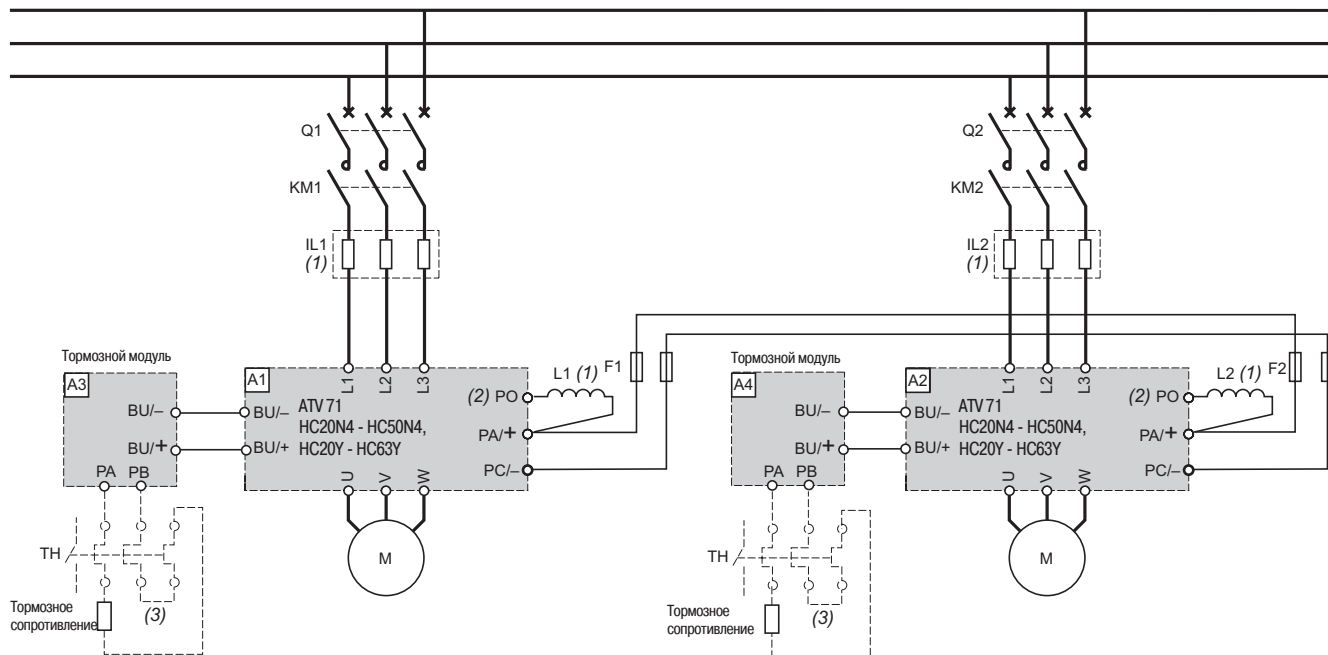 Q1
Q2
KM1
KM2
IL1
(1)
IL2
(1)
Тормозной модуль
A3
BU/–
BU/+
PA PB
A1
L1 L2 L3
ATV 71
HC20N4 - HC50N4,
HC20Y - HC63Y
BU/–
BU/+
(2) PO
PA/+
PC/–
L1 (1) F1
U V W
M
TH
(3)
Тормозное
сопротивление
Тормозной модуль
A4
BU/–
BU/+
PA PB
A2
L1 L2 L3
ATV 71
HC20N4 - HC50N4,
HC20Y - HC63Y
BU/–
BU/+
(2) PO
PA/+
PC/–
L2 (1) F2
U V W
M
TH
(3)
Тормозное
сопротивление